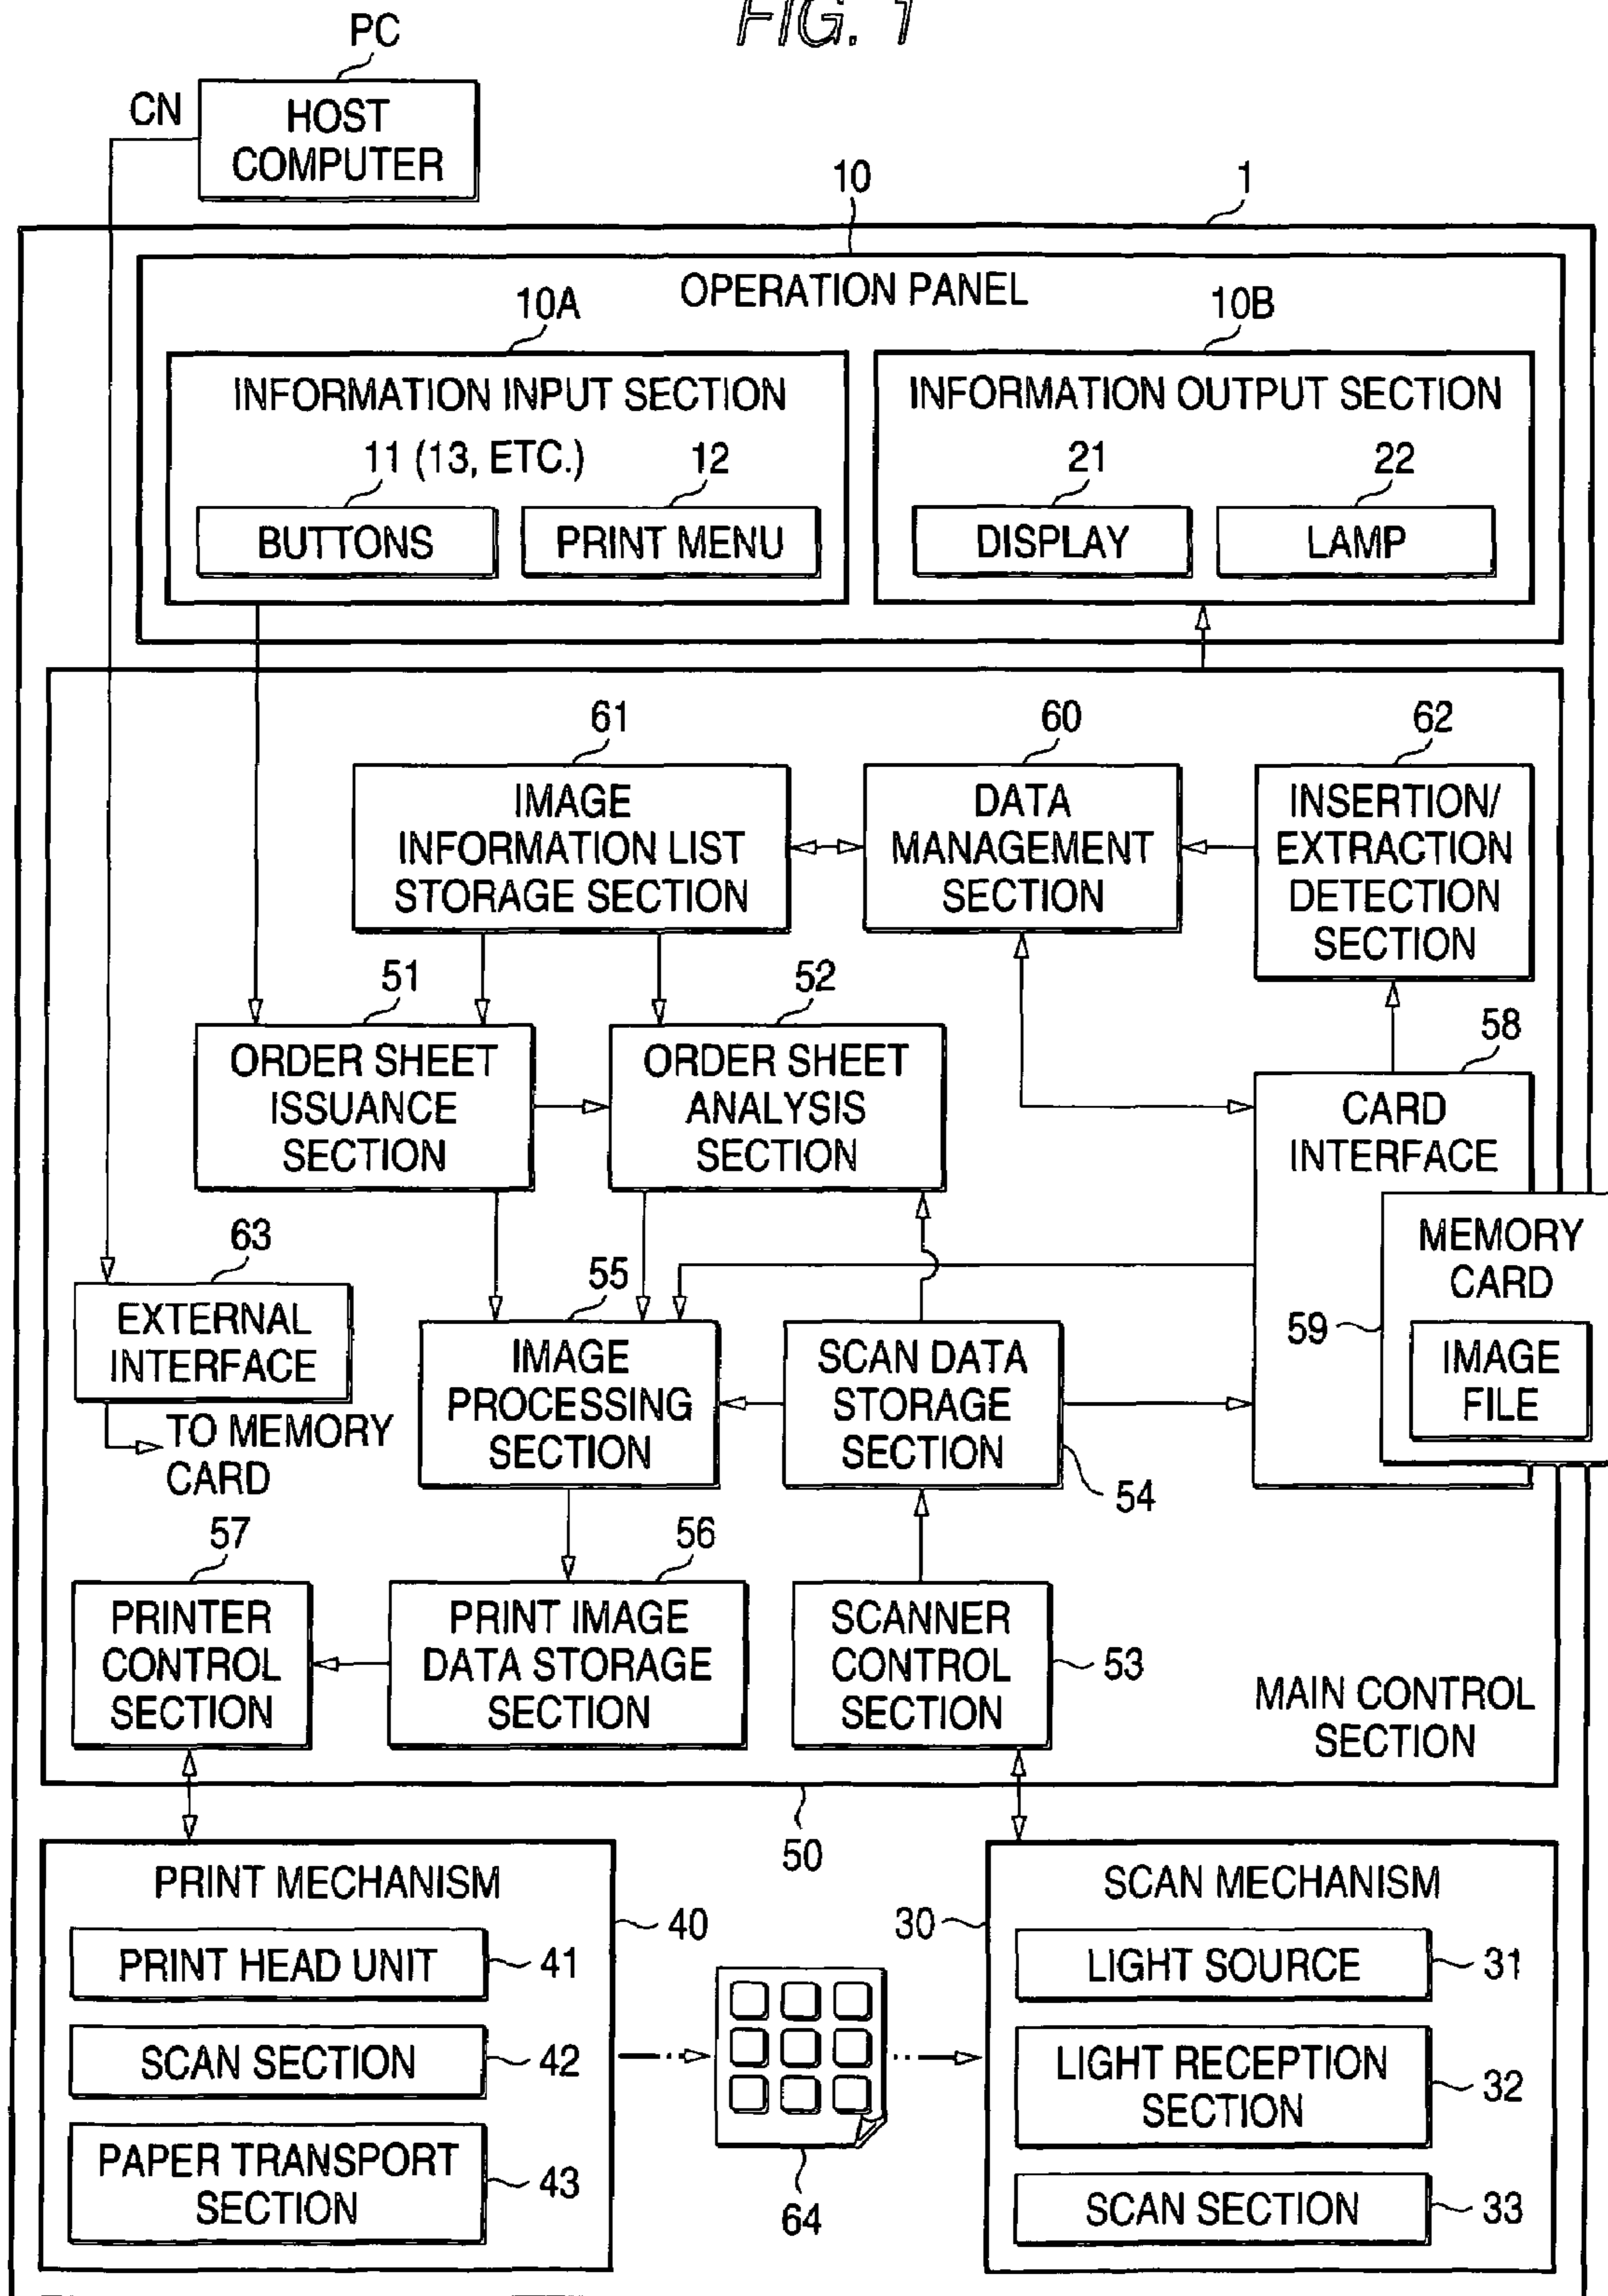 FIG. 1
PC
CN
HOST
COMPUTER
10
1
OPERATION PANEL
10A
10B
INFORMATION INPUT SECTION
INFORMATION OUTPUT SECTION
11 (13, ETC.)
12
21
22
BUTTONS
PRINT MENU
DISPLAY
LAMP
61
60
62
IMAGE
INFORMATION LIST
STORAGE SECTION
DATA
MANAGEMENT
SECTION
INSERTION/
EXTRACTION
DETECTION
SECTION
51
52
58
ORDER SHEET
ISSUANCE
SECTION
ORDER SHEET
ANALYSIS
SECTION
CARD
INTERFACE
63
55
MEMORY
CARD
59
IMAGE
FILE
EXTERNAL
INTERFACE
TO MEMORY
CARD
IMAGE
PROCESSING
SECTION
SCAN DATA
STORAGE
SECTION
54
57
56
PRINTER
CONTROL
SECTION
PRINT IMAGE
DATA STORAGE
SECTION
SCANNER
CONTROL
SECTION
53
MAIN CONTROL
SECTION
50
PRINT MECHANISM
40
PRINT HEAD UNIT
41
SCAN SECTION
42
PAPER TRANSPORT
SECTION
43
64
SCAN MECHANISM
30
LIGHT SOURCE
31
LIGHT RECEPTION
SECTION
32
SCAN SECTION
33